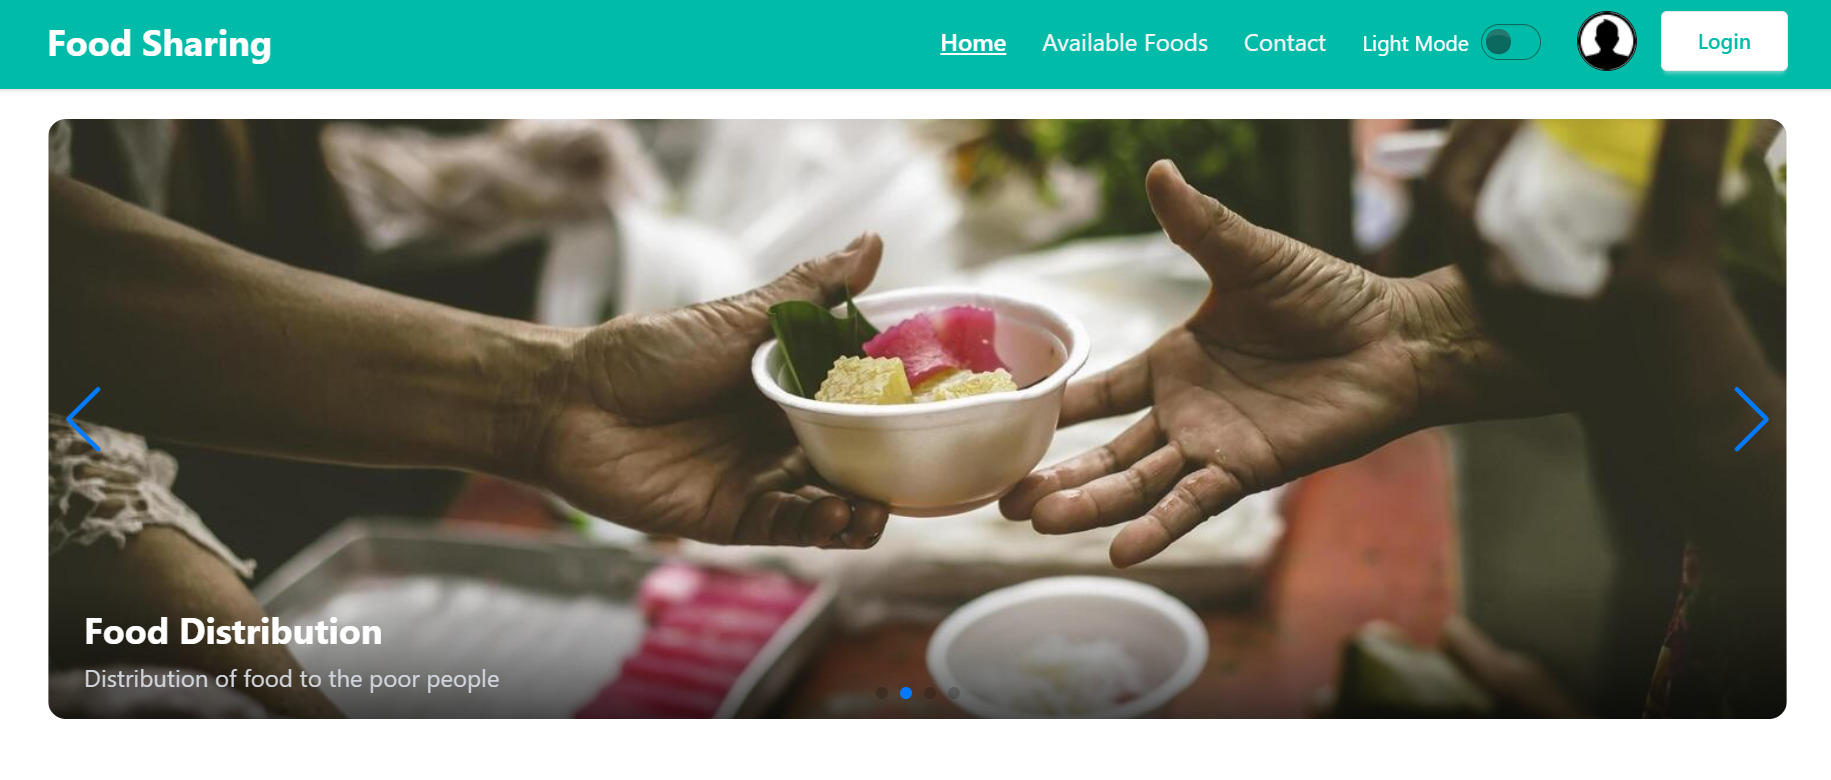 Food Sharing
Home
Available Foods
Contact
Light Mode
Login
Food Distribution
Distribution of food to the poor people